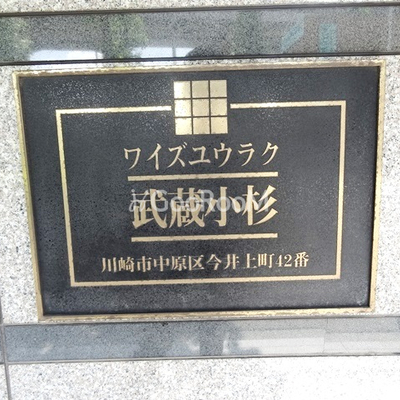 ワイズユウラク
武蔵小杉
川崎市中原区今井上町42番